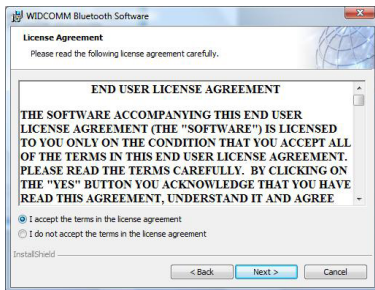 WIDCOMM Bluetooth Software
License Agreement
Please read the following license agreement carefully.
END USER LICENSE AGREEMENT
THE SOFTWARE ACCOMPANYING THIS END USER
LICENSE AGREEMENT (THE "SOFTWARE") IS LICENSED
TO YOU ONLY ON THE CONDITION THAT YOU ACCEPT ALL
OF THE TERMS IN THIS END USER LICENSE AGREEMENT.
PLEASE READ THE TERMS CAREFULLY. BY CLICKING ON
THE "YES" BUTTON YOU ACKNOWLEDGE THAT YOU HAVE
READ THIS AGREEMENT, UNDERSTAND IT AND AGREE
I accept the terms in the license agreement
I do not accept the terms in the license agreement
InstallShield
< Back Next > Cancel